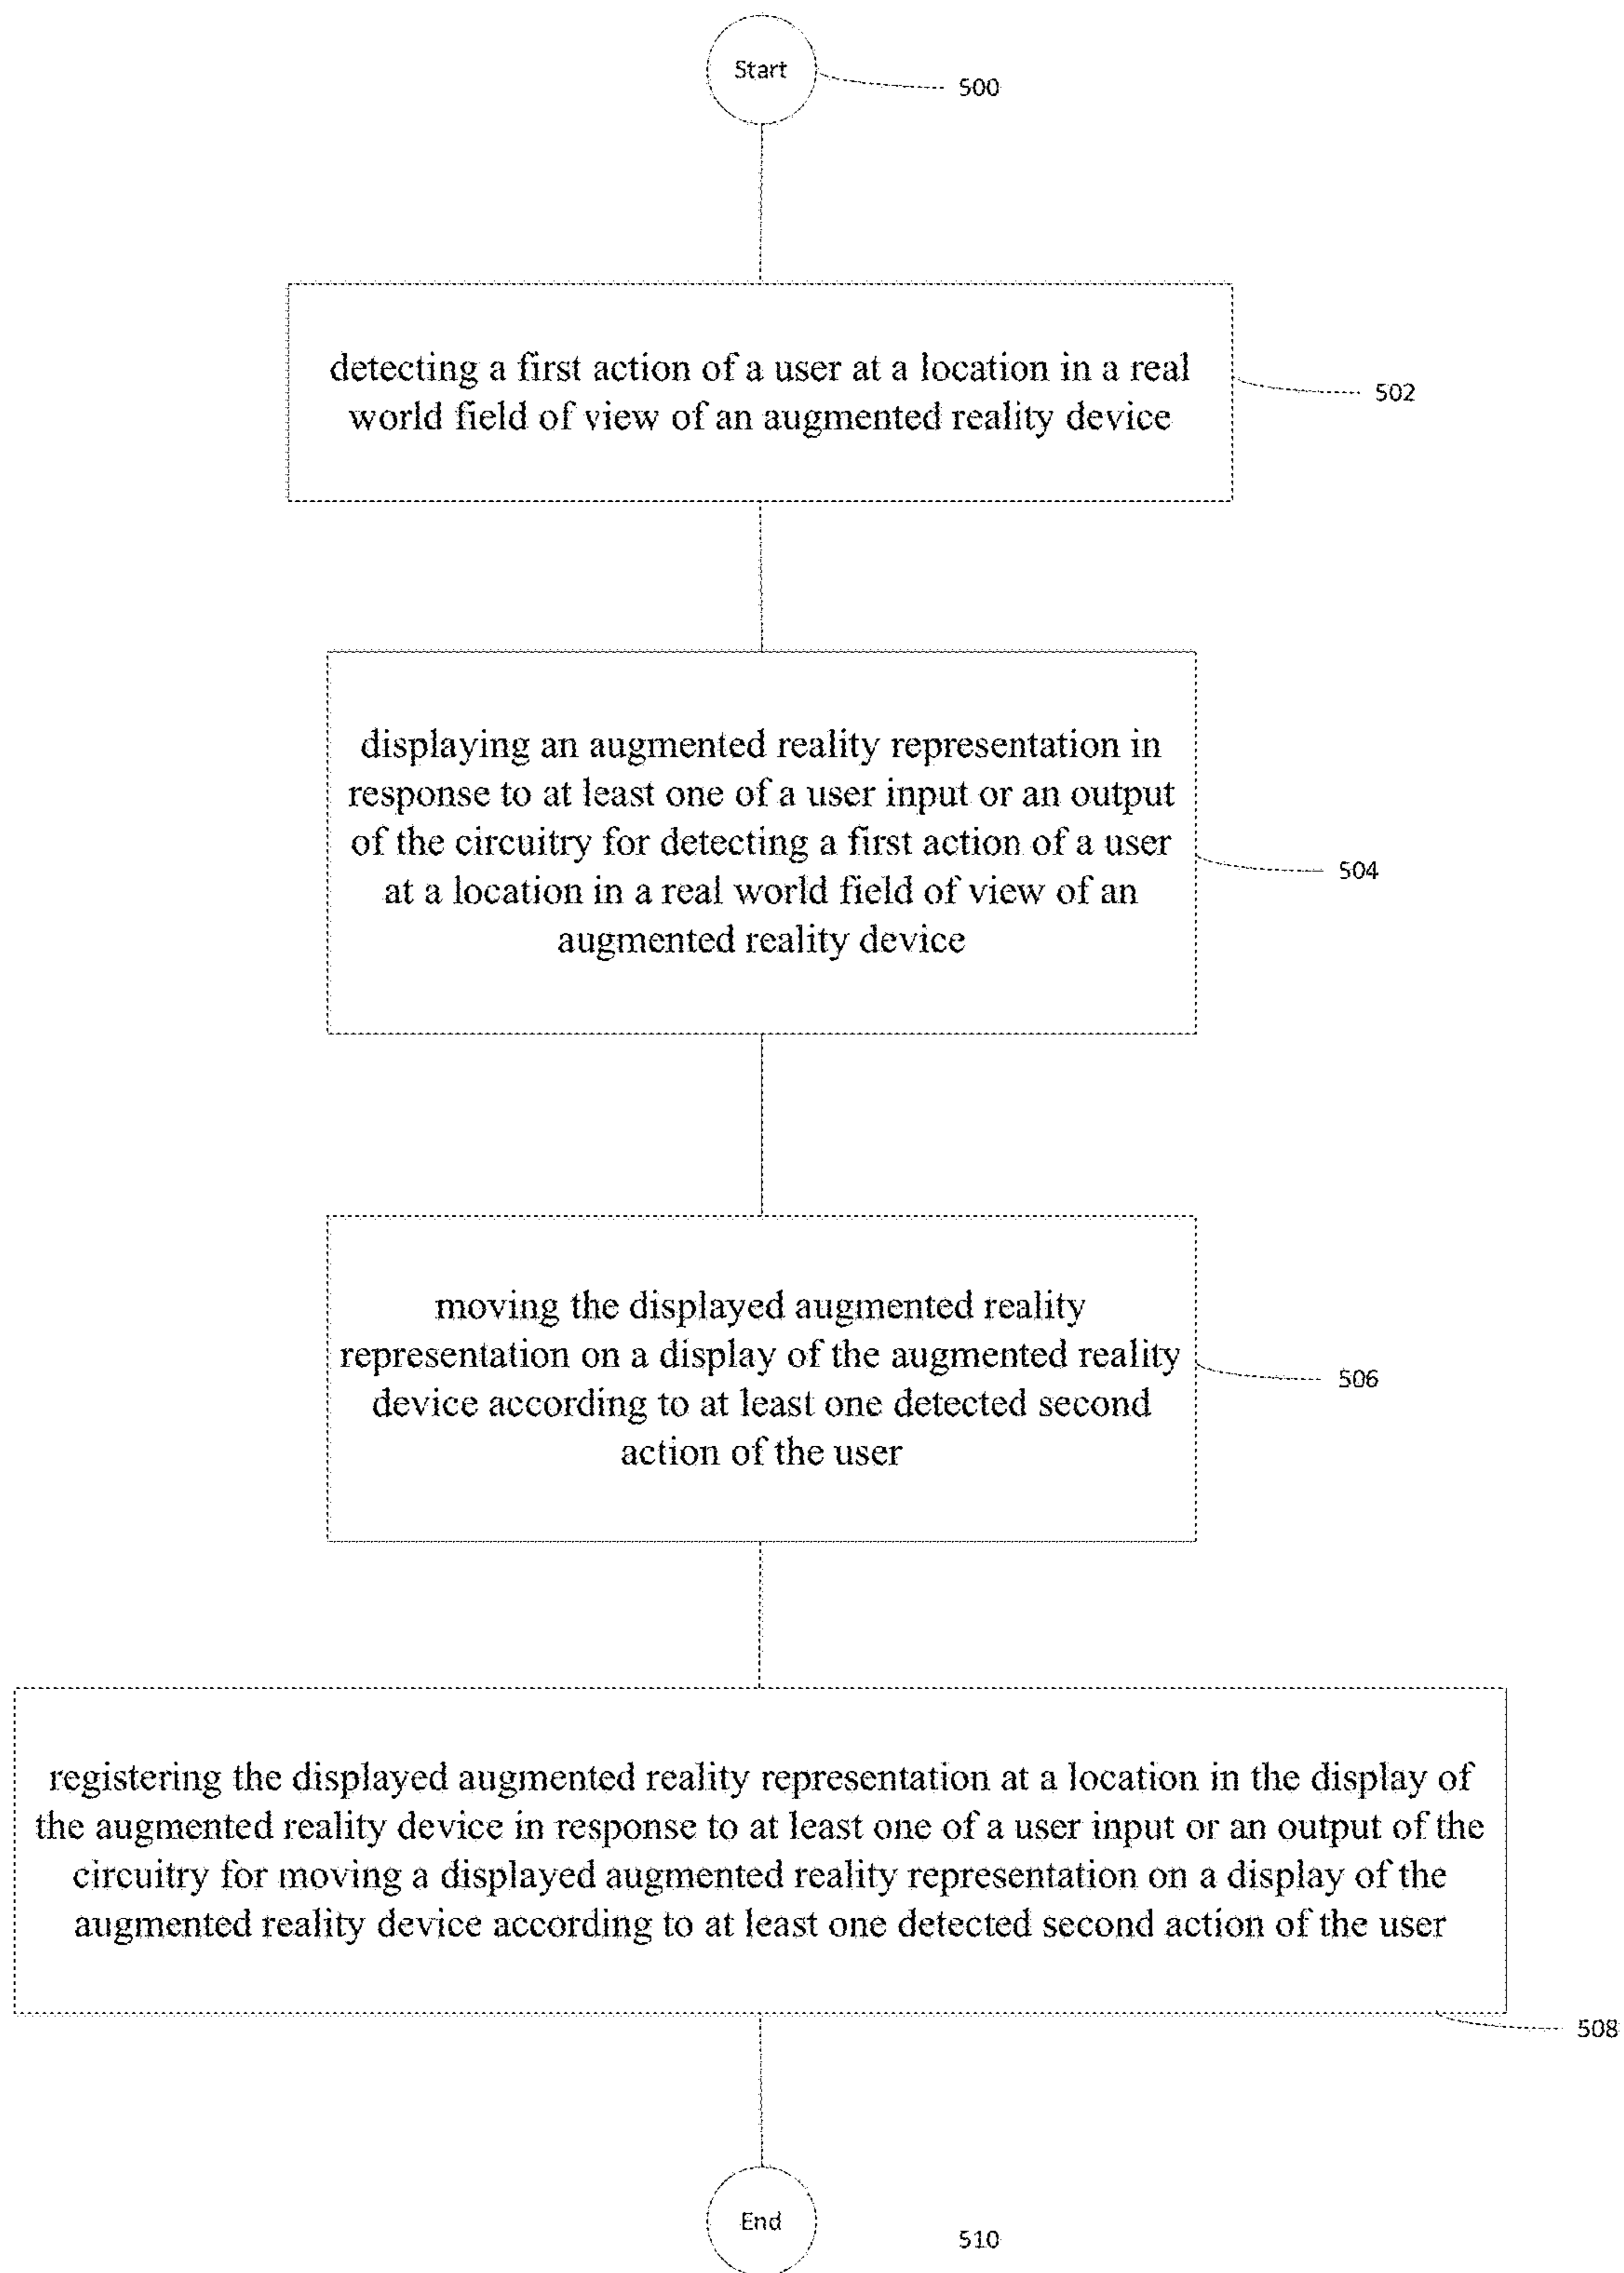 Start
500
detecting a first action of a user at a location in a real
world field of view of an augmented reality device
502
displaying an augmented reality representation in
response to at least one of a user input or an output
of the circuitry for detecting a first action of a user
at a location in a real world field of view of an
augmented reality device
504
moving the displayed augmented reality
representation on a display of the augmented reality
device according to at least one detected second
action of the user
506
registering the displayed augmented reality representation at a location in the display of
the augmented reality device in response to at least one of a user input or an output of the
circuitry for moving a displayed augmented reality representation on a display of the
augmented reality device according to at least one detected second action of the user
508
End
510